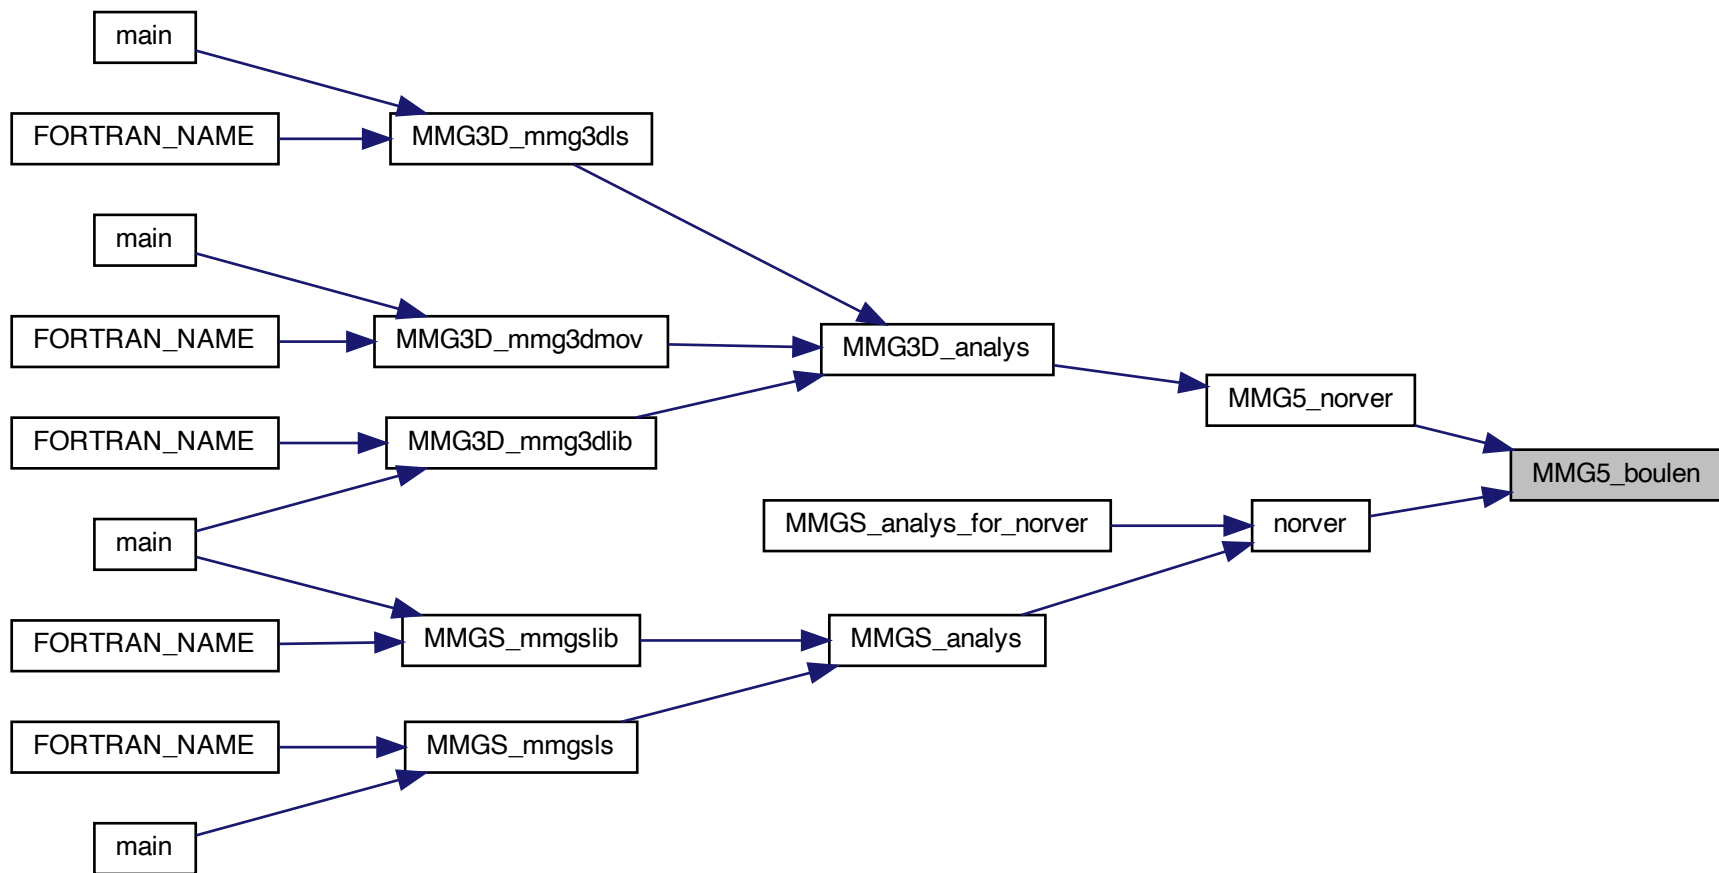 main
FORTRAN_NAME
MMG3D_mmg3dls
main
FORTRAN_NAME
MMG3D_mmg3dmov
MMG3D_analys
MMG5_norver
FORTRAN_NAME
MMG3D_mmg3dlib
MMG5_boulen
main
MMGS_analys_for_norver
norver
FORTRAN_NAME
MMGS_mmgslib
MMGS_analys
FORTRAN_NAME
MMGS_mmgsls
main